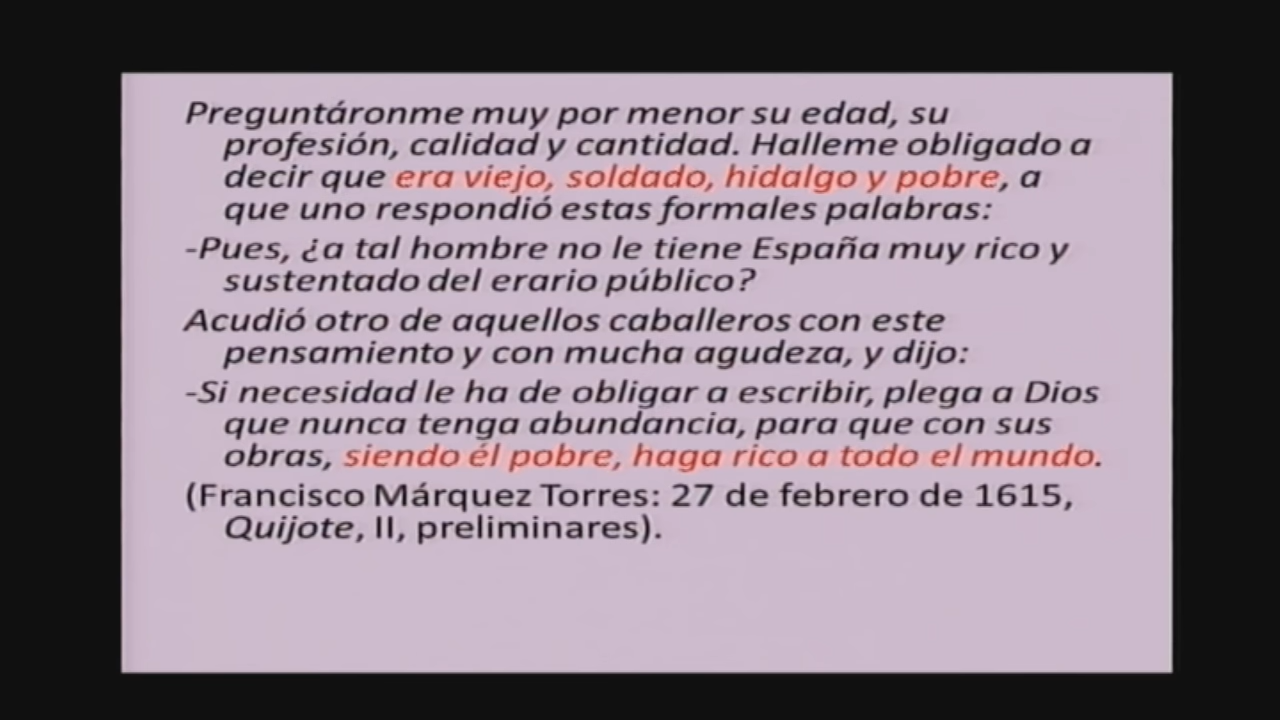 Preguntáronme muy por menor su edad, su
profesión, calidad y cantidad. Halleme obligado a
decir que era viejo, soldado, hidalgo y pobre, a
que uno respondió estas formales palabras:
-Pues, ¿a tal hombre no le tiene España muy rico y
sustentado del erario público?
Acudió otro de aquellos caballeros con este
pensamiento y con mucha agudeza, y dijo:
-Si necesidad le ha de obligar a escribir, plega a Dios
que nunca tenga abundancia, para que con sus
obras, siendo él pobre, haga rico a todo el mundo.
(Francisco Márquez Torres: 27 de febrero de 1615,
Quijote, II, preliminares).